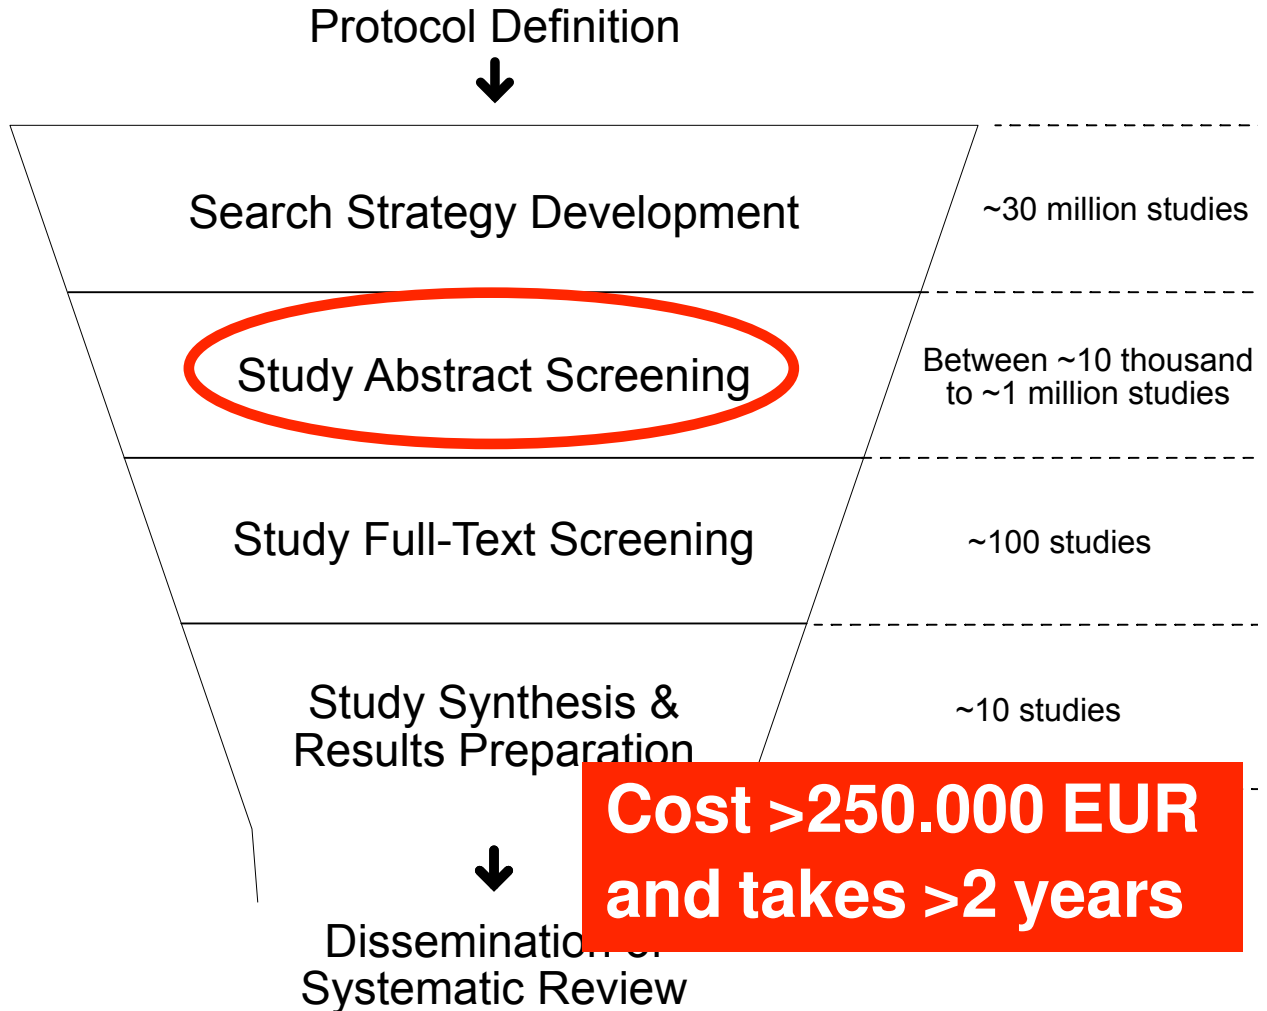 Protocol Definition
Search Strategy Development
~30 million studies
Study Abstract Screening
Between ~10 thousand
to ~1 million studies
Study Full-Text Screening
~100 studies
Study Synthesis &
Results Preparation
~10 studies
Cost >250.000 EUR
and takes >2 years
Dissemination of
Systematic Review